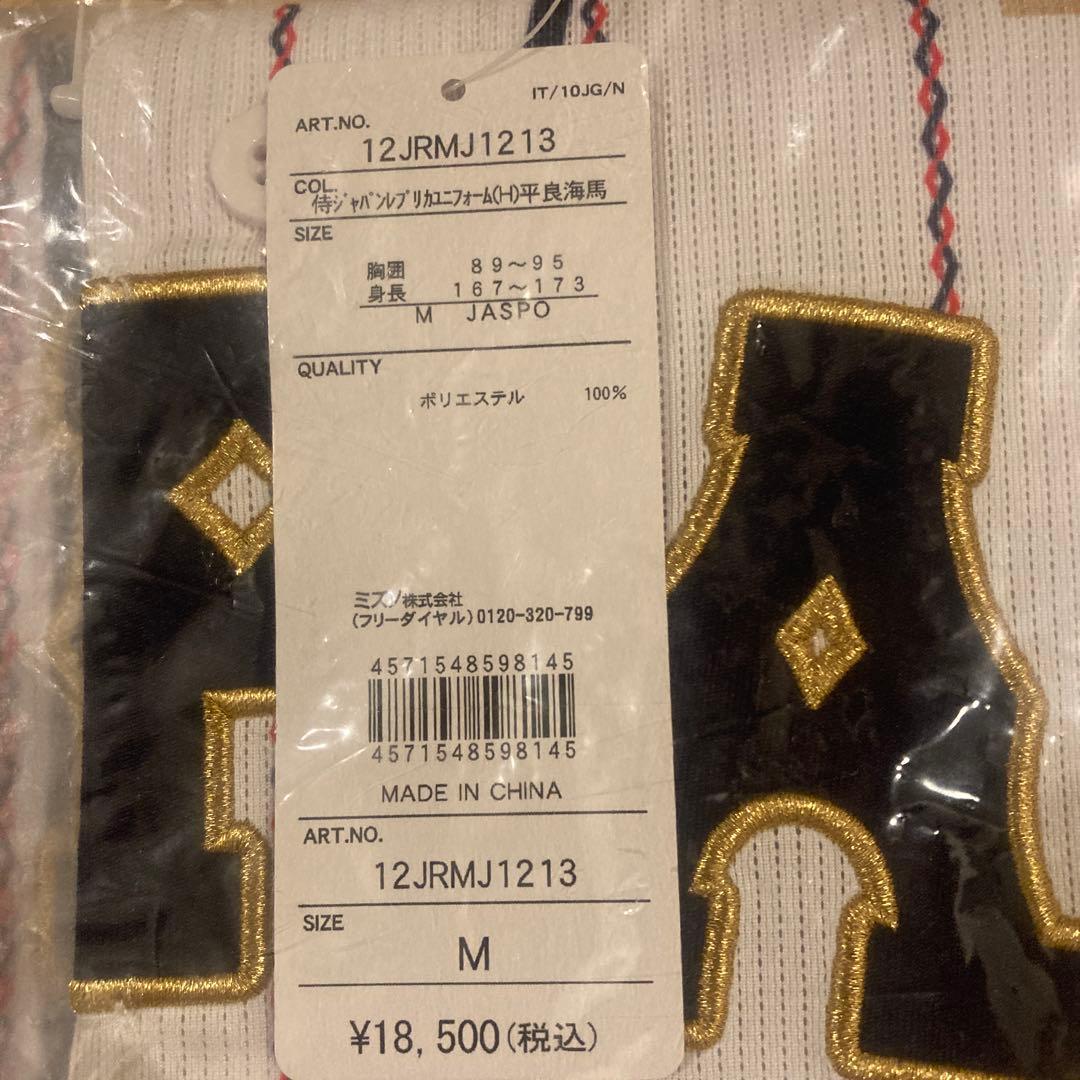 IT/10JG/N
ART.NO.
12JRMJ1213
COL.
侍ジャパンレプリカユニフォーム(H)平良海馬
SIZE
胸囲 89～95
身長 167～173
M JASPO
QUALITY
ポリエステル 100%
ミズノ株式会社
(フリーダイヤル)0120-320-799
4571548598145
4571548598145
MADE IN CHINA
ART.NO.
12JRMJ1213
SIZE
M
¥18,500(税込)